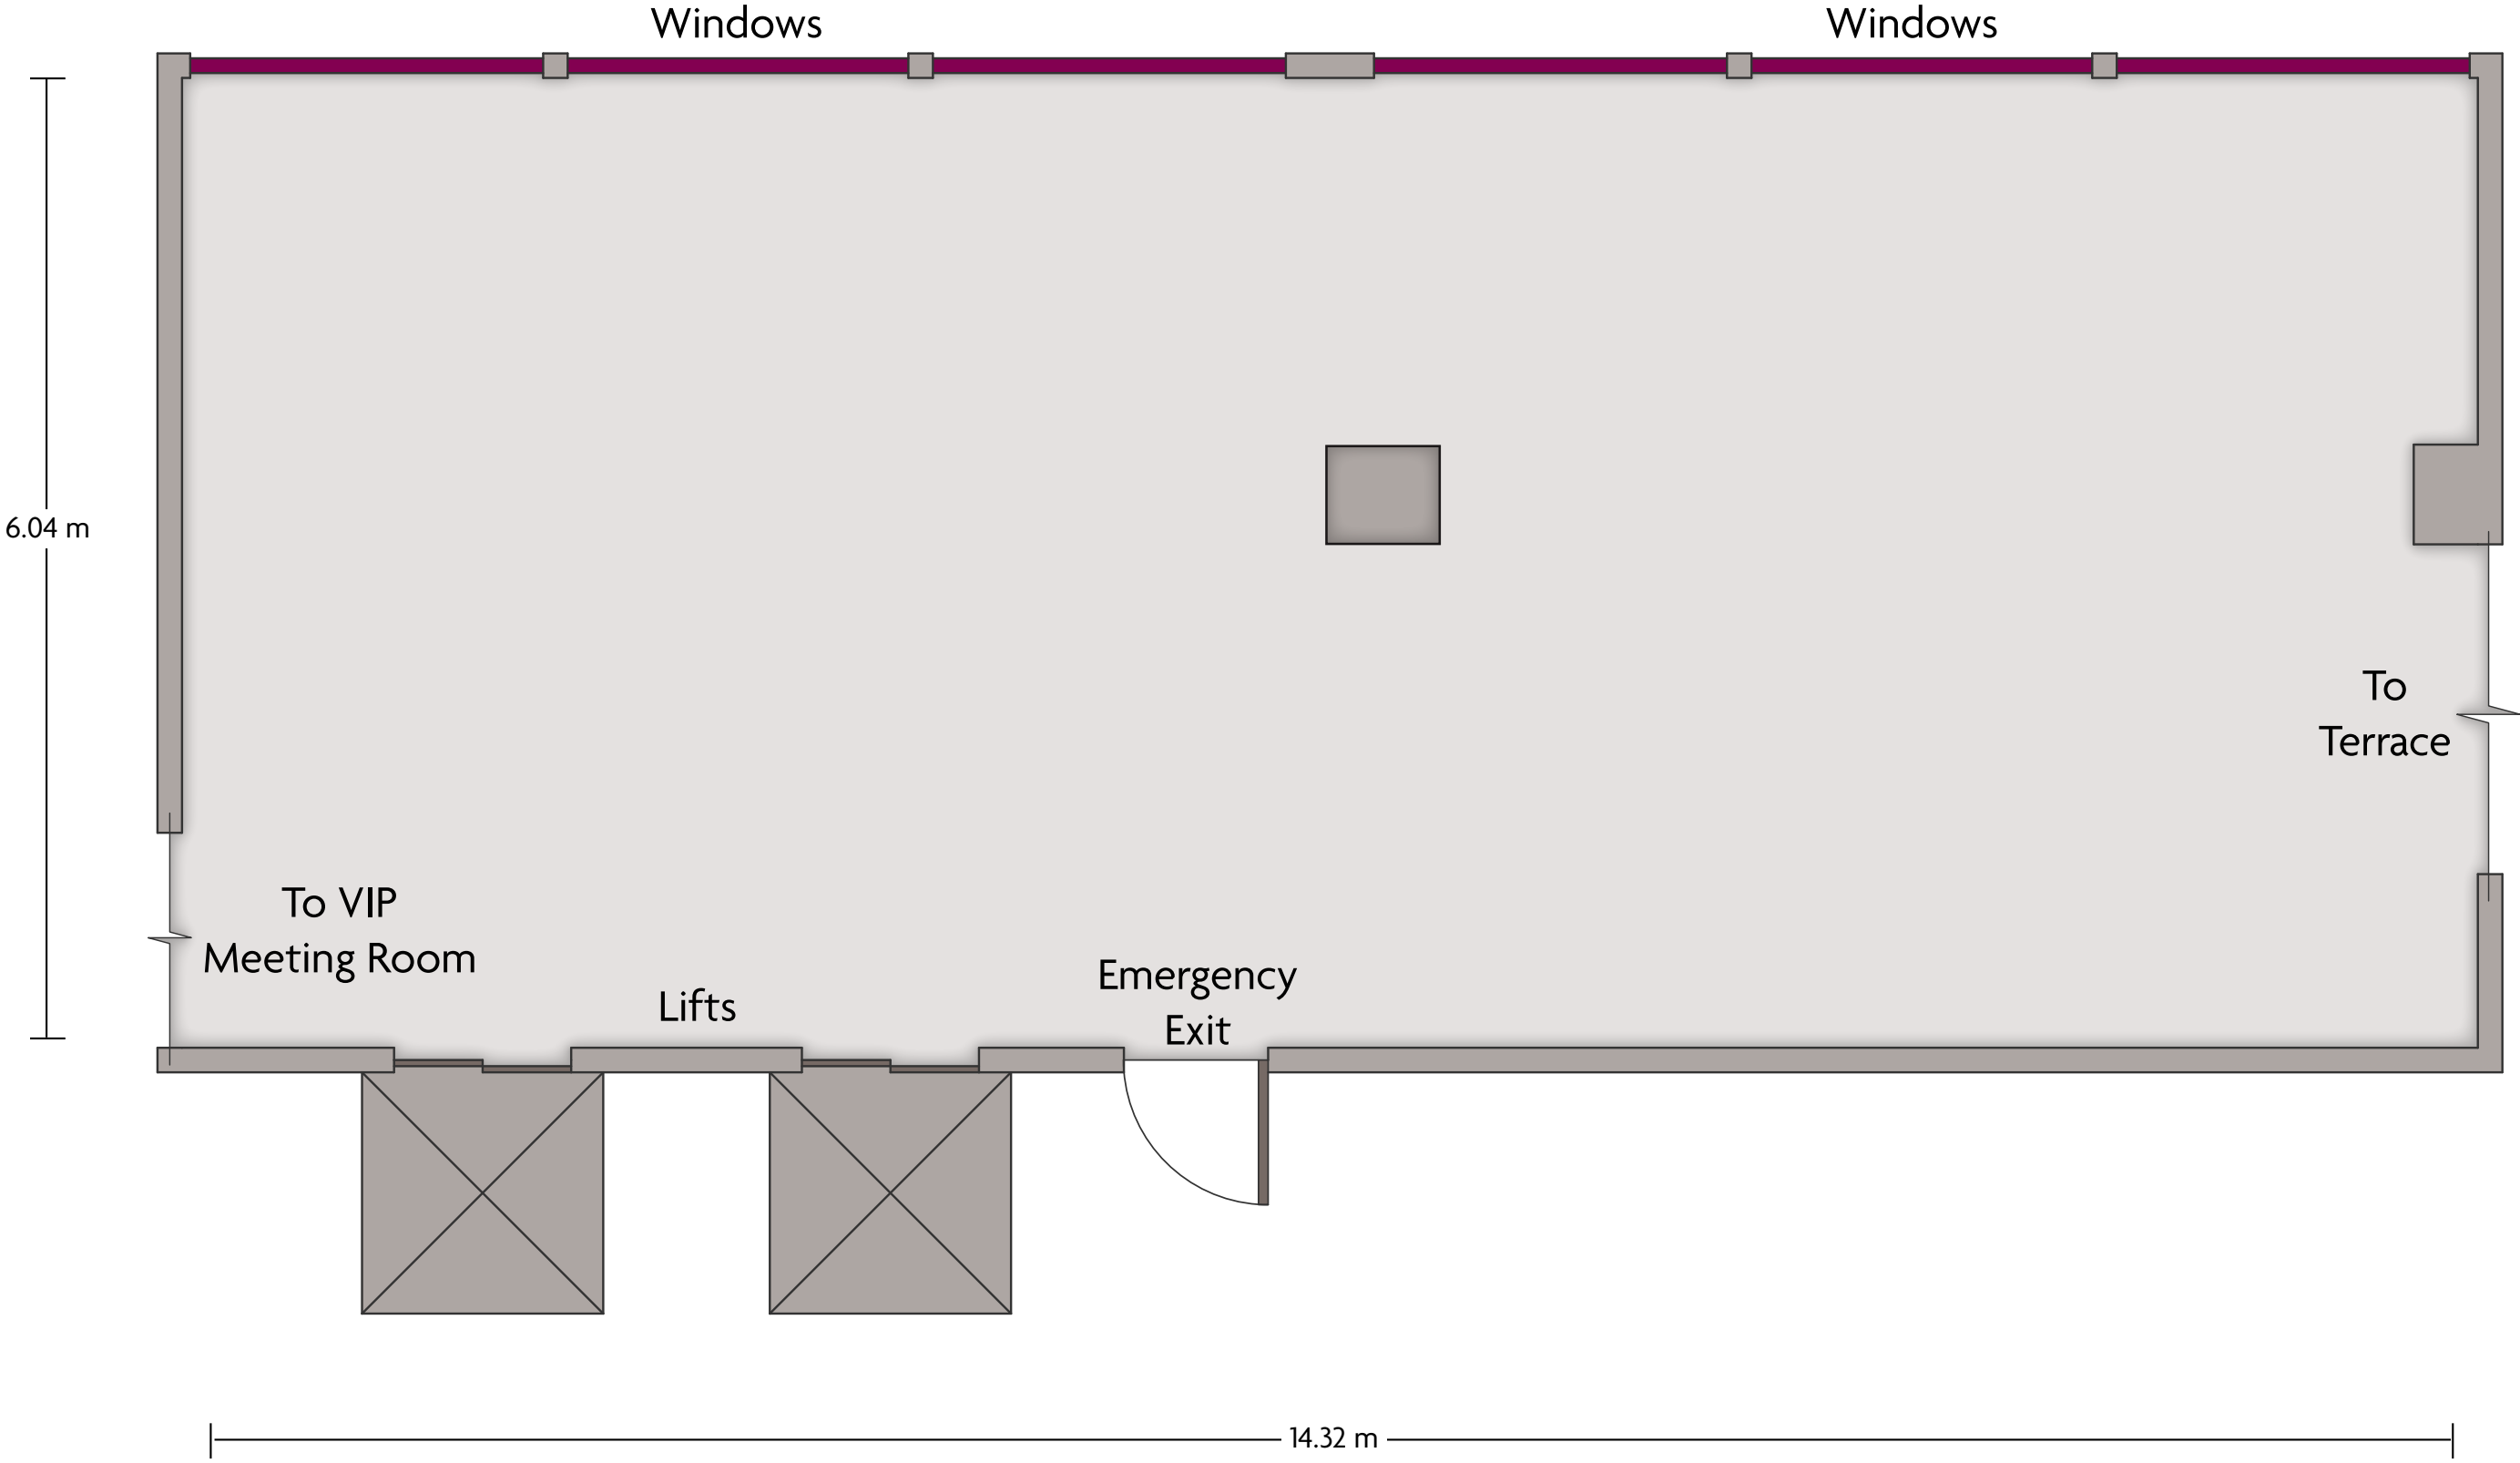 Windows
Windows
6.04 m
To
Terrace
To VIP
Meeting Room
Lifts
Emergency
Exit
14.32 m